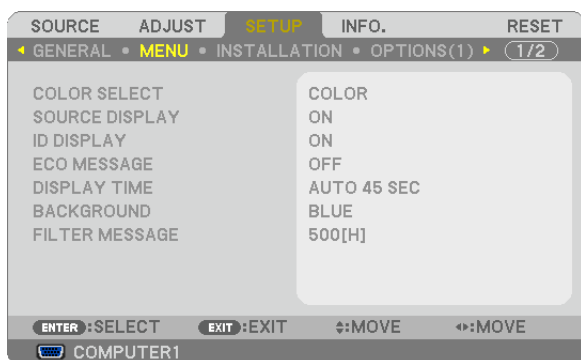 SOURCE ADJUST SETUP INFO. RESET
GENERAL • MENU • INSTALLATION • OPTIONS(1) 1/2
COLOR SELECT COLOR
SOURCE DISPLAY ON
ID DISPLAY ON
ECO MESSAGE OFF
DISPLAY TIME AUTO 45 SEC
BACKGROUND BLUE
FILTER MESSAGE 500[H]
ENTER :SELECT EXIT :EXIT :MOVE :MOVE
COMPUTER1